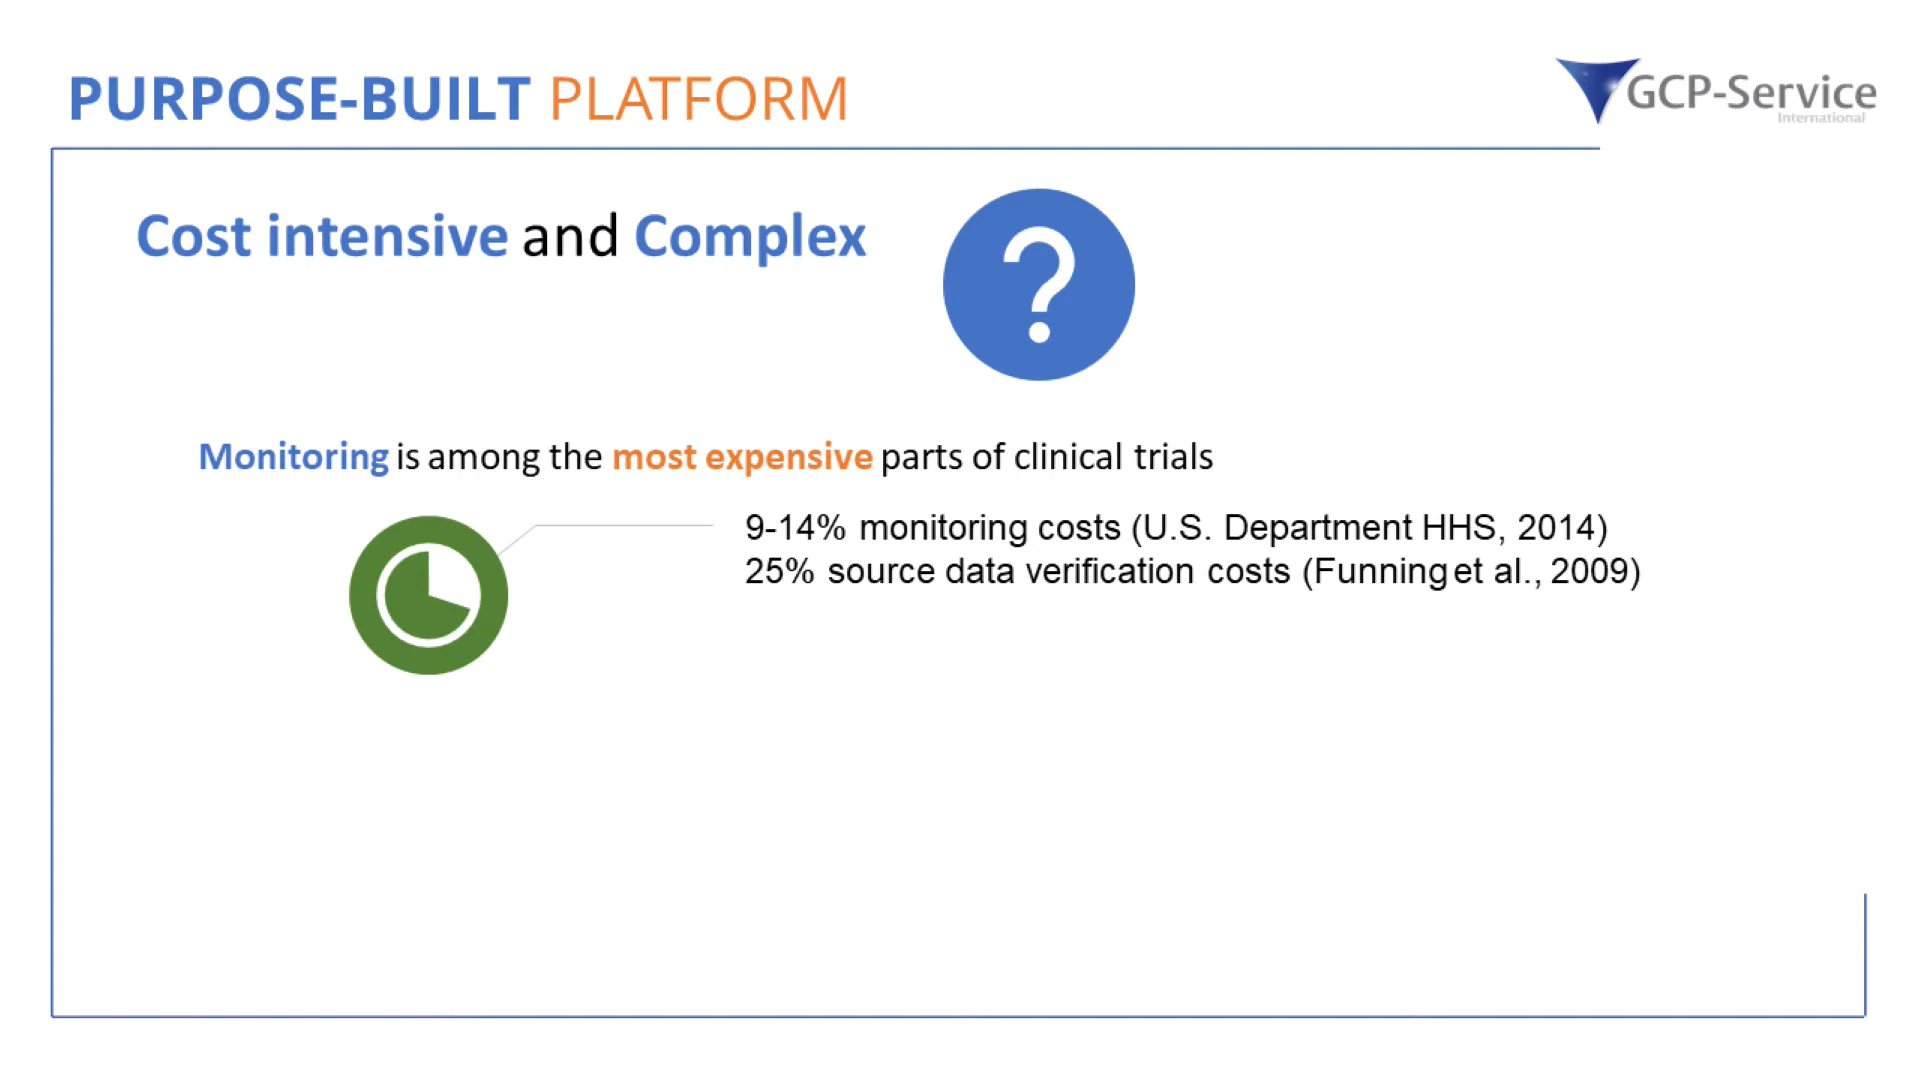 PURPOSE-BUILT PLATFORM
GCP-Service
International
Cost intensive and Complex
?
Monitoring is among the most expensive parts of clinical trials
9-14% monitoring costs (U.S. Department HHS, 2014)
25% source data verification costs (Funning et al., 2009)